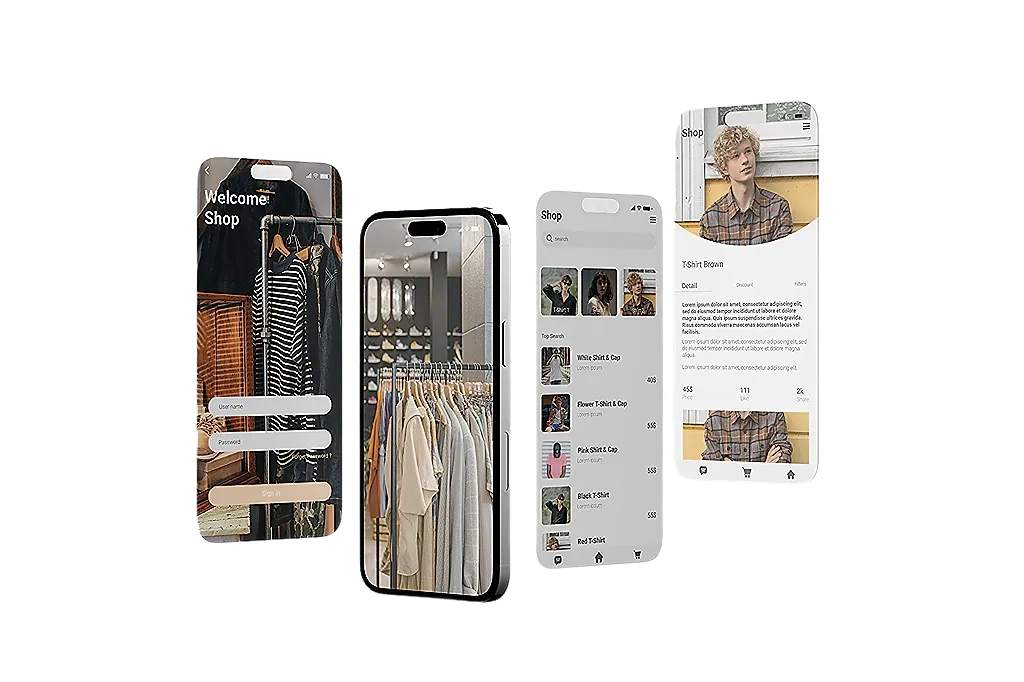 Welcome
Shop
User name
Password
Forget Password ?
Sign in
Shop
search
T-shirt 1
Top Search
White Shirt & Cap
Lorem ipsum
40$
Flower T-Shirt & Cap
Lorem ipsum
55$
Pink Shirt & Cap
Lorem ipsum
55$
Black T-Shirt
Lorem ipsum
55$
Red T-Shirt
Shop
T-Shirt Brown
Detail
Discount
Filters
Lorem ipsum dolor sit amet, consectetur adipiscing elit,
sed do eiusmod tempor incididunt ut labore et dolore
magna aliqua. Quis ipsum suspendisse ultrices gravida.
Risus commodo viverra maecenas accumsan lacus vel
facilisis.
Lorem ipsum dolor sit amet, consectetur adipiscing elit, sed
do eiusmod tempor incididunt ut labore et dolore magna
aliqua.
Lorem ipsum dolor sit amet, consectetur adipiscing elit
45$
Price
111
Like
2k
Share